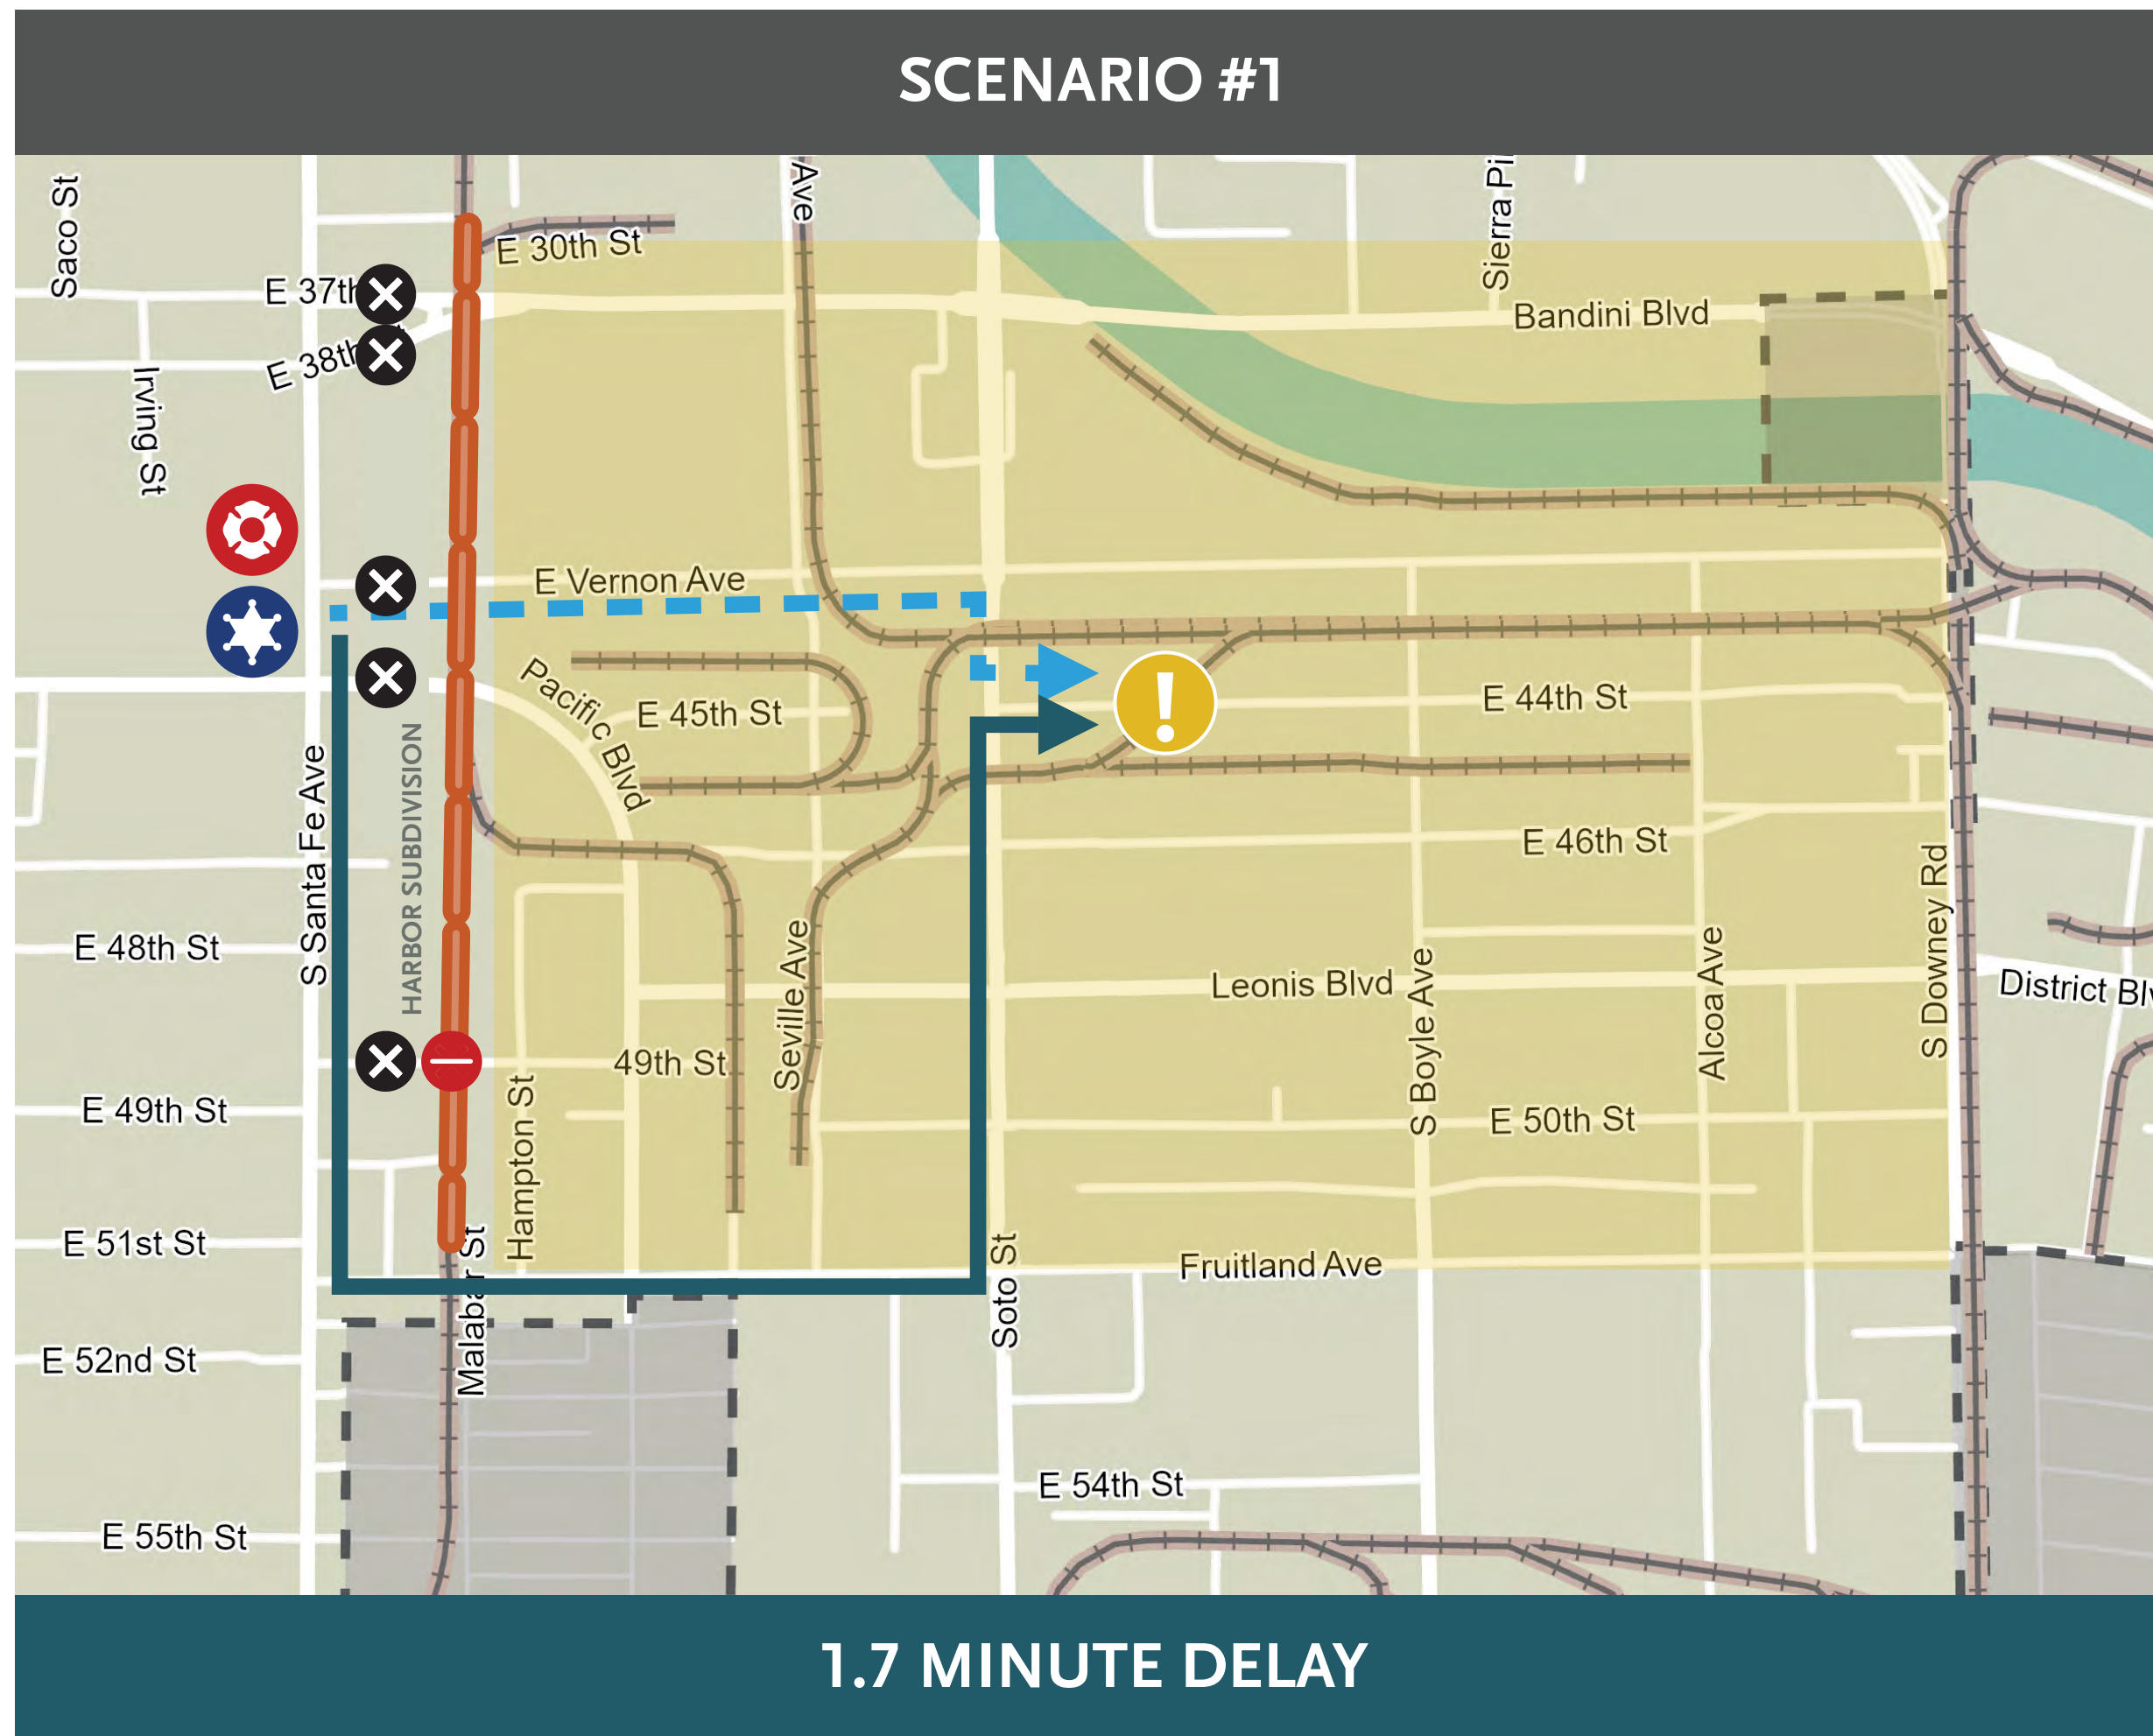 SCENARIO #1
Saco St
Ave
Sierra Pi
E 30th St
E 37th
E 38th
Irving St
Bandini Blvd
E Vernon Ave
Pacific Blvd
E 45th St
E 44th St
S Santa Fe Ave
HARBOR SUBDIVISION
E 46th St
E 48th St
Seville Ave
Leonis Blvd
S Boyle Ave
Alcoa Ave
S Downey Rd
District Blv
49th St
Hampton St
E 49th St
E 50th St
E 51st St
Malabar St
Soto St
Fruitland Ave
E 52nd St
E 54th St
E 55th St
1.7 MINUTE DELAY